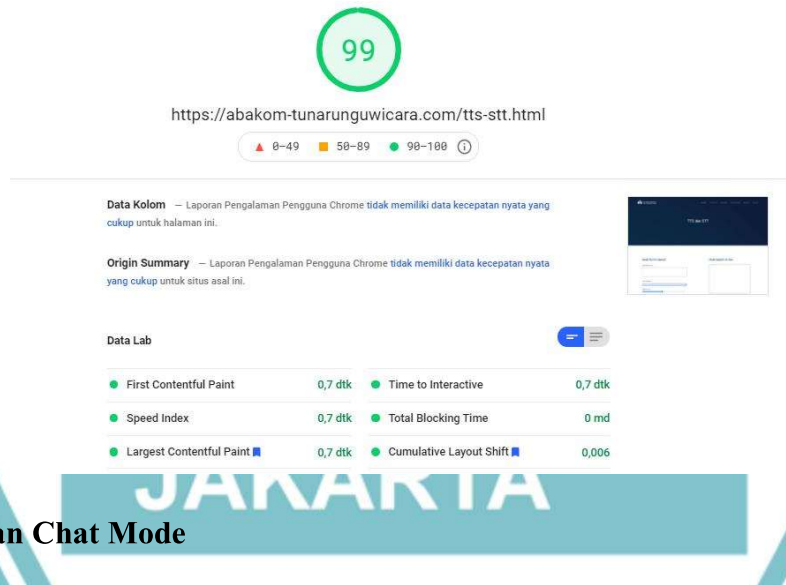 99
https://abakom-tunarunguwicara.com/tts-stt.html
0–49 50–89 90–100
Data Kolom — Laporan Pengalaman Pengguna Chrome tidak memiliki data kecepatan nyata yang
cukup untuk halaman ini.
Origin Summary — Laporan Pengalaman Pengguna Chrome tidak memiliki data kecepatan nyata
yang cukup untuk situs asal ini.
Data Lab
First Contentful Paint 0,7 dtk Time to Interactive 0,7 dtk
Speed Index 0,7 dtk Total Blocking Time 0 md
Largest Contentful Paint 0,7 dtk Cumulative Layout Shift 0,006
JAKARTA
an Chat Mode